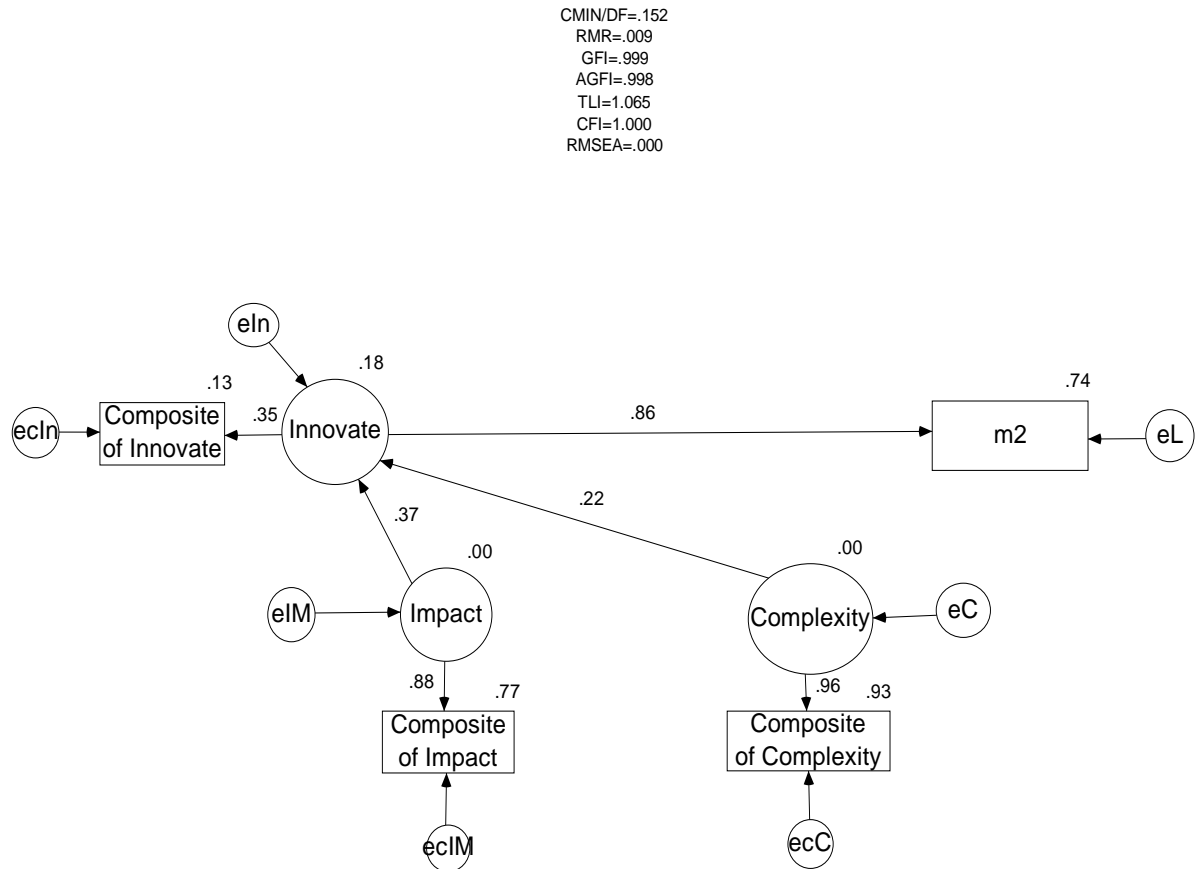 CMIN/DF=.152
RMR=.009
GFI=.999
AGFI=.998
TLI=1.065
CFI=1.000
RMSEA=.000
eIn
.18
.13
.74
ecIn
Composite
of Innovate
.35
Innovate
.86
m2
eL
.22
.37
.00
.00
eIM
Impact
Complexity
eC
.88
.77
.96
.93
Composite
of Impact
Composite
of Complexity
ecIM
ecC